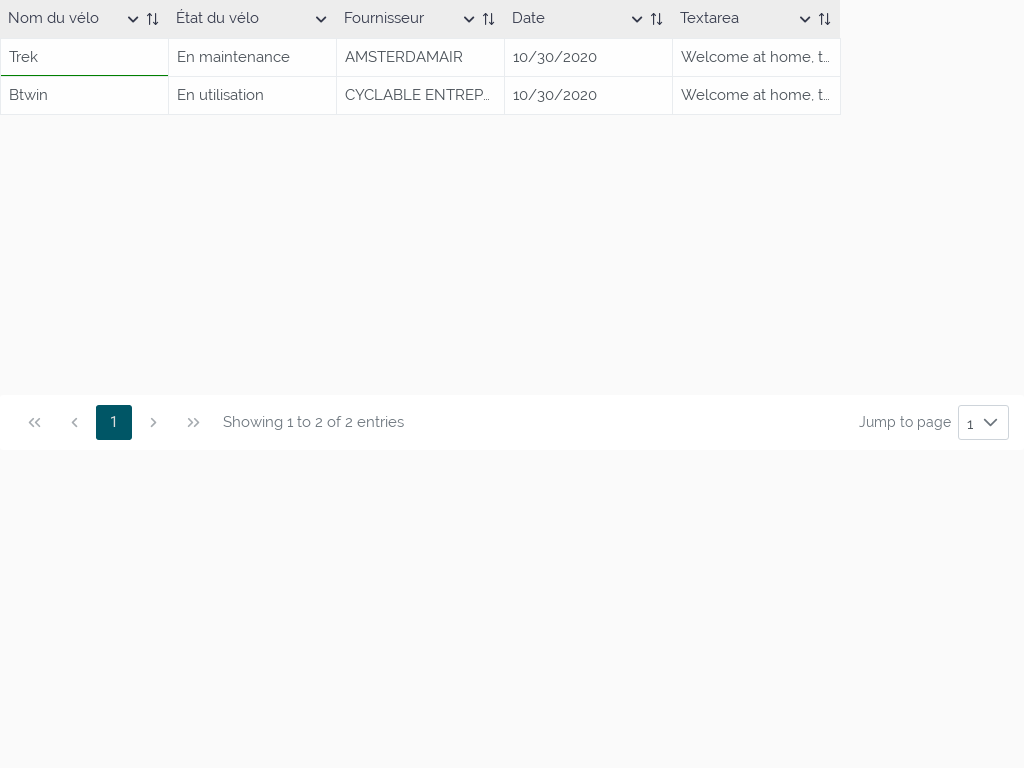 Nom du vélo État du vélo Fournisseur Date Textarea
Trek En maintenance AMSTERDAMAIR 10/30/2020 Welcome at home, t...
Btwin En utilisation CYCLABLE ENTREP... 10/30/2020 Welcome at home, t...
1 Showing 1 to 2 of 2 entries Jump to page 1